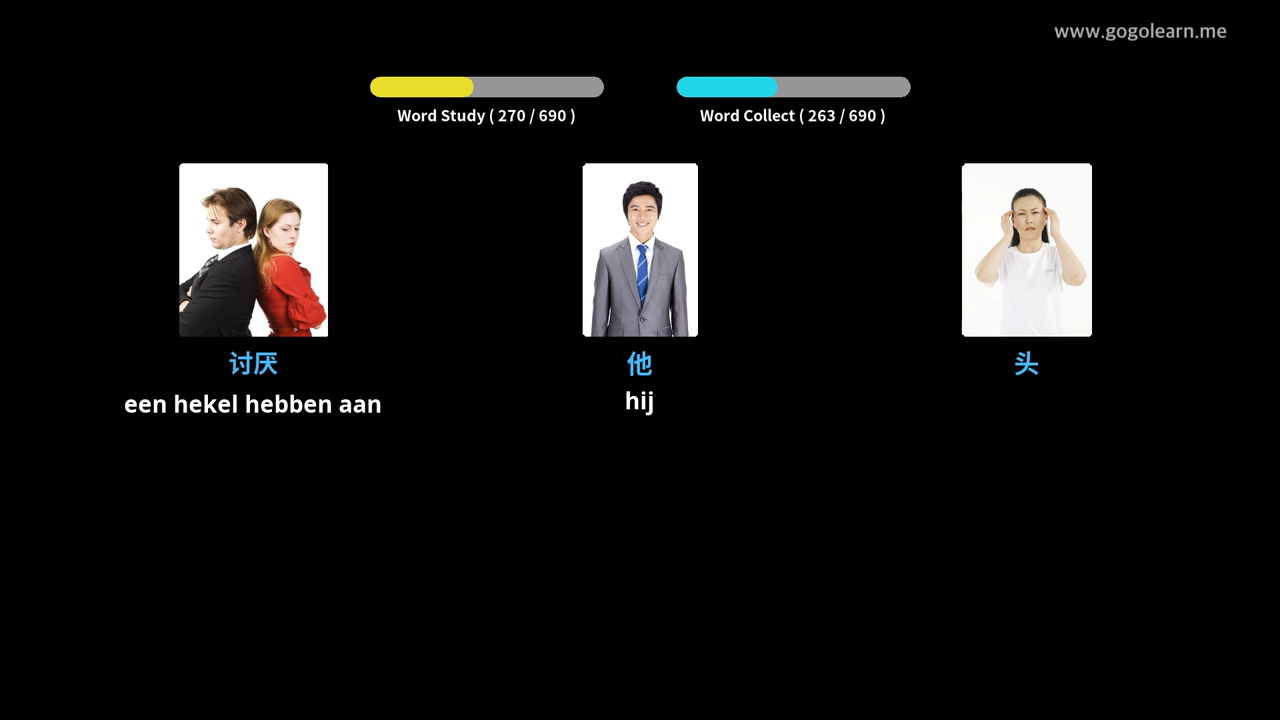 www.gogolearn.me
Word Study ( 270 / 690 )
Word Collect ( 263 / 690 )
讨厌
他
头
een hekel hebben aan
hij